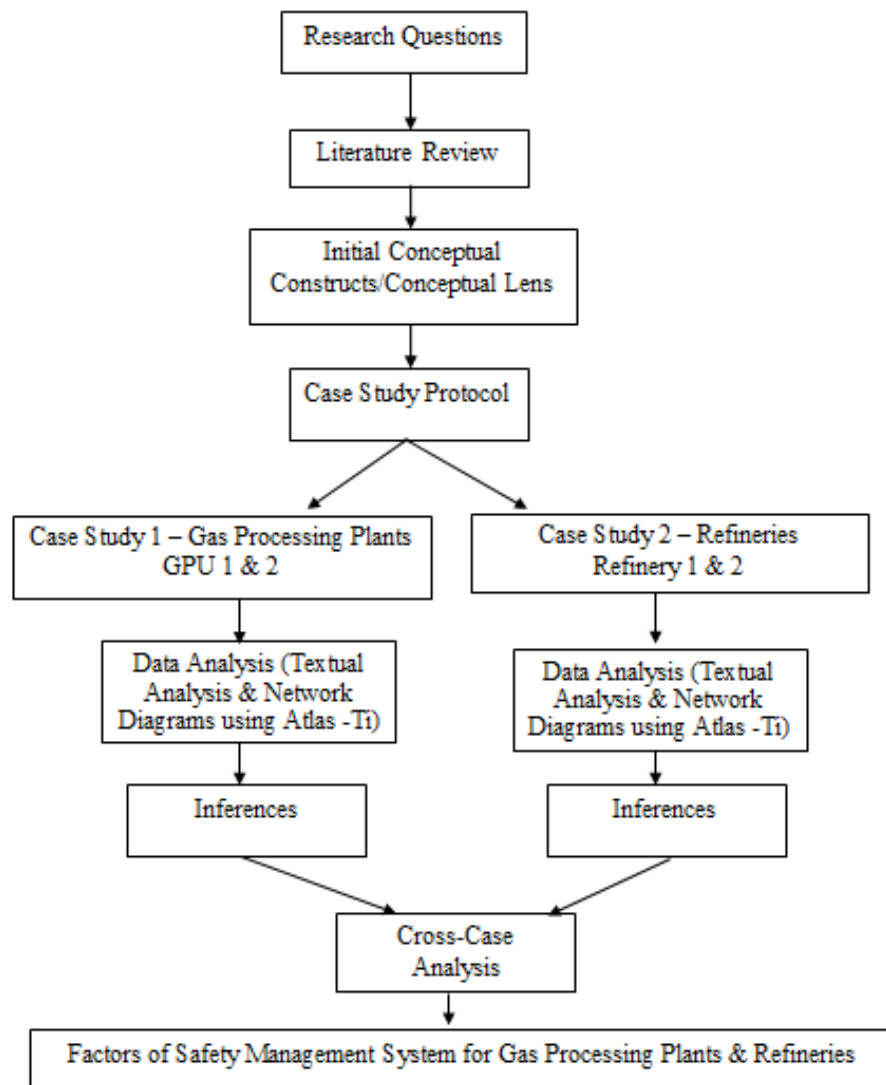 Research Questions
Literature Review
Initial Conceptual
Constructs/Conceptual Lens
Case Study Protocol
Case Study 1 – Gas Processing Plants
GPU 1 & 2
Case Study 2 – Refineries
Refinery 1 & 2
Data Analysis (Textual
Analysis & Network
Diagrams using Atlas -Ti)
Data Analysis (Textual
Analysis & Network
Diagrams using Atlas -Ti)
Inferences
Inferences
Cross-Case
Analysis
Factors of Safety Management System for Gas Processing Plants & Refineries